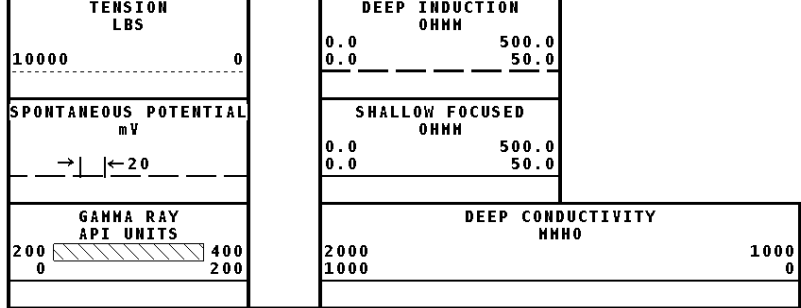 TENSION
LBS
10000 0
SPONTANEOUS POTENTIAL
mV
→ ←20
GAMMA RAY
API UNITS
200 400
0 200
DEEP INDUCTION
OHMM
0.0 500.0
0.0 50.0
SHALLOW FOCUSED
OHMM
0.0 500.0
0.0 50.0
DEEP CONDUCTIVITY
MMHO
2000 1000
1000 0